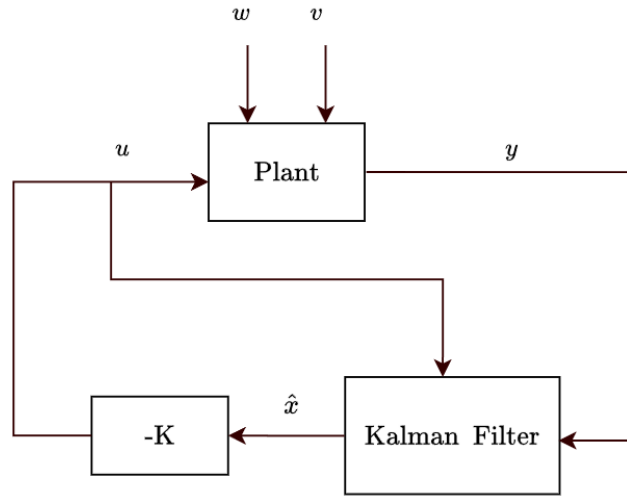 w
v
u
Plant
y
x̂
-K
Kalman Filter